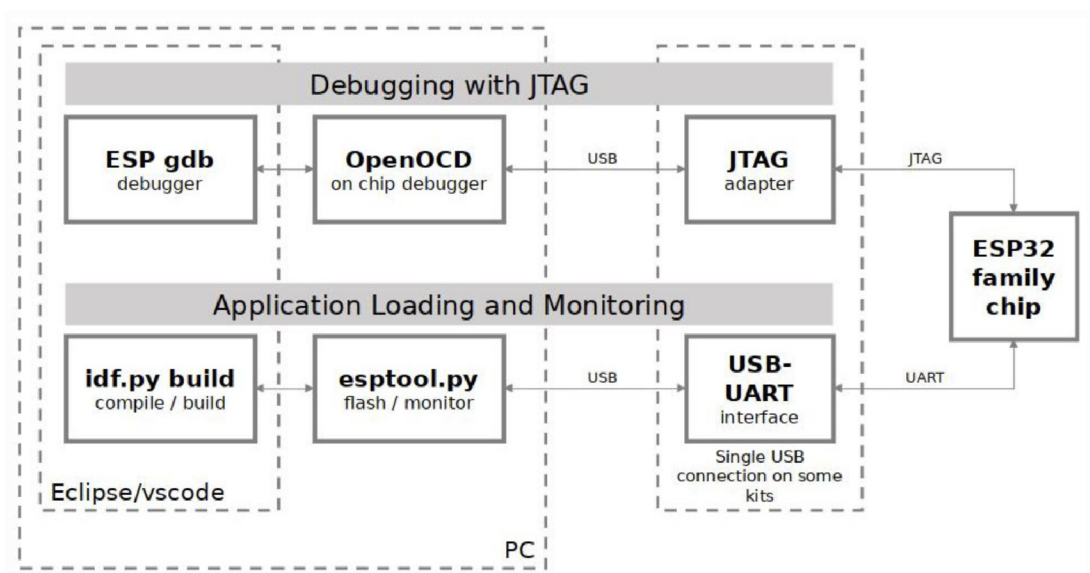 Debugging with JTAG
ESP gdb
debugger
OpenOCD
on chip debugger
USB
JTAG
adapter
JTAG
ESP32
family
chip
Application Loading and Monitoring
idf.py build
compile / build
esptool.py
flash / monitor
USB
USB-
UART
interface
UART
Single USB
connection on some
kits
Eclipse/vscode
PC